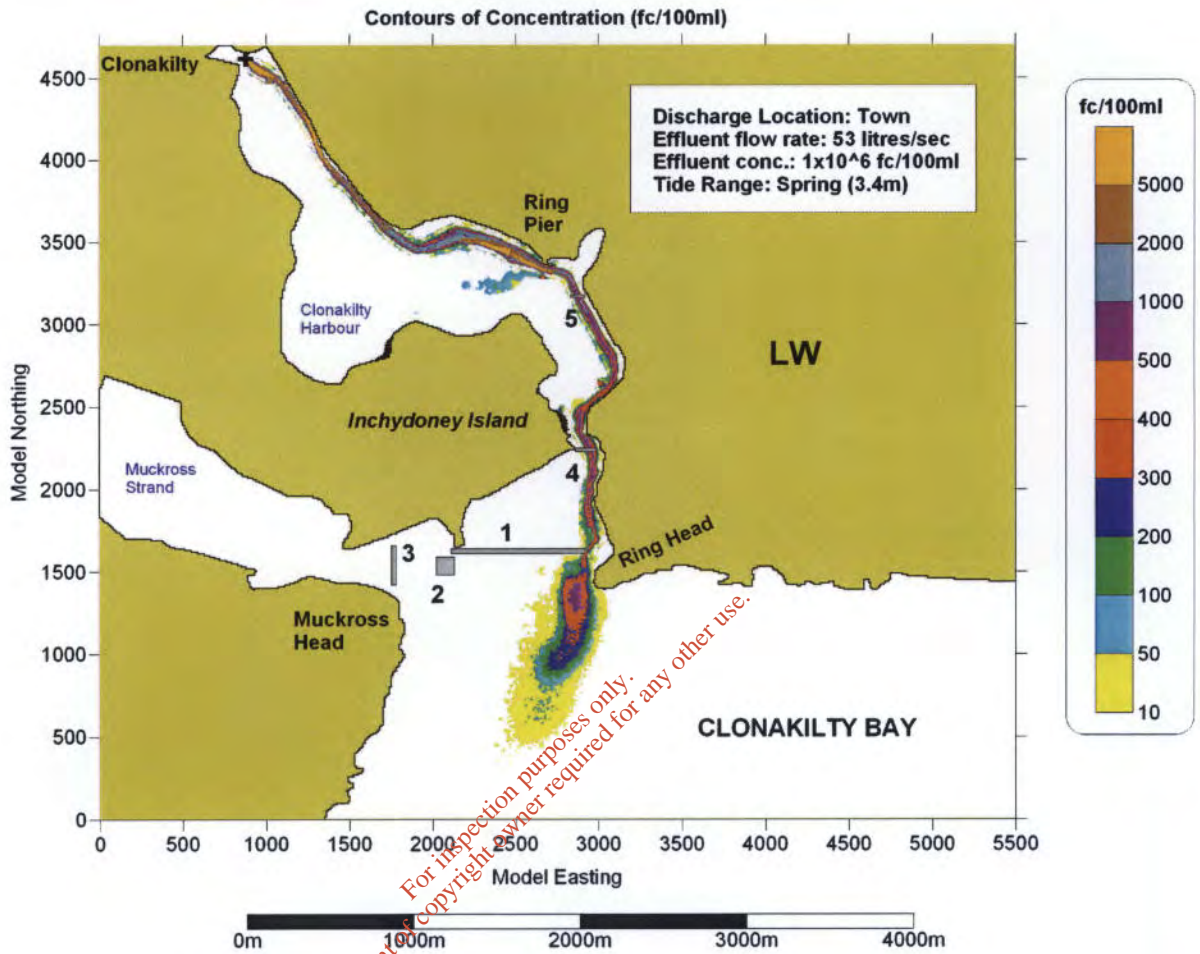 Contours of Concentration (fc/100ml)
4500
4000
3500
3000
2500
2000
1500
1000
500
0
Model Northing
Clonakilty
Discharge Location: Town
Effluent flow rate: 53 litres/sec
Effluent conc.: 1x10^6 fc/100ml
Tide Range: Spring (3.4m)
Ring
Pier
Clonakilty
Harbour
5
LW
Inchydoney Island
Muckross
Strand
4
1
3
2
Ring Head
Muckross
Head
CLONAKILTY BAY
0 500 1000 1500 2000 2500 3000 3500 4000 4500 5000 5500
Model Easting
fc/100ml
5000
2000
1000
500
400
300
200
100
50
10
For inspection purposes only.
of copyright owner required for any other use.
0m 1000m 2000m 3000m 4000m